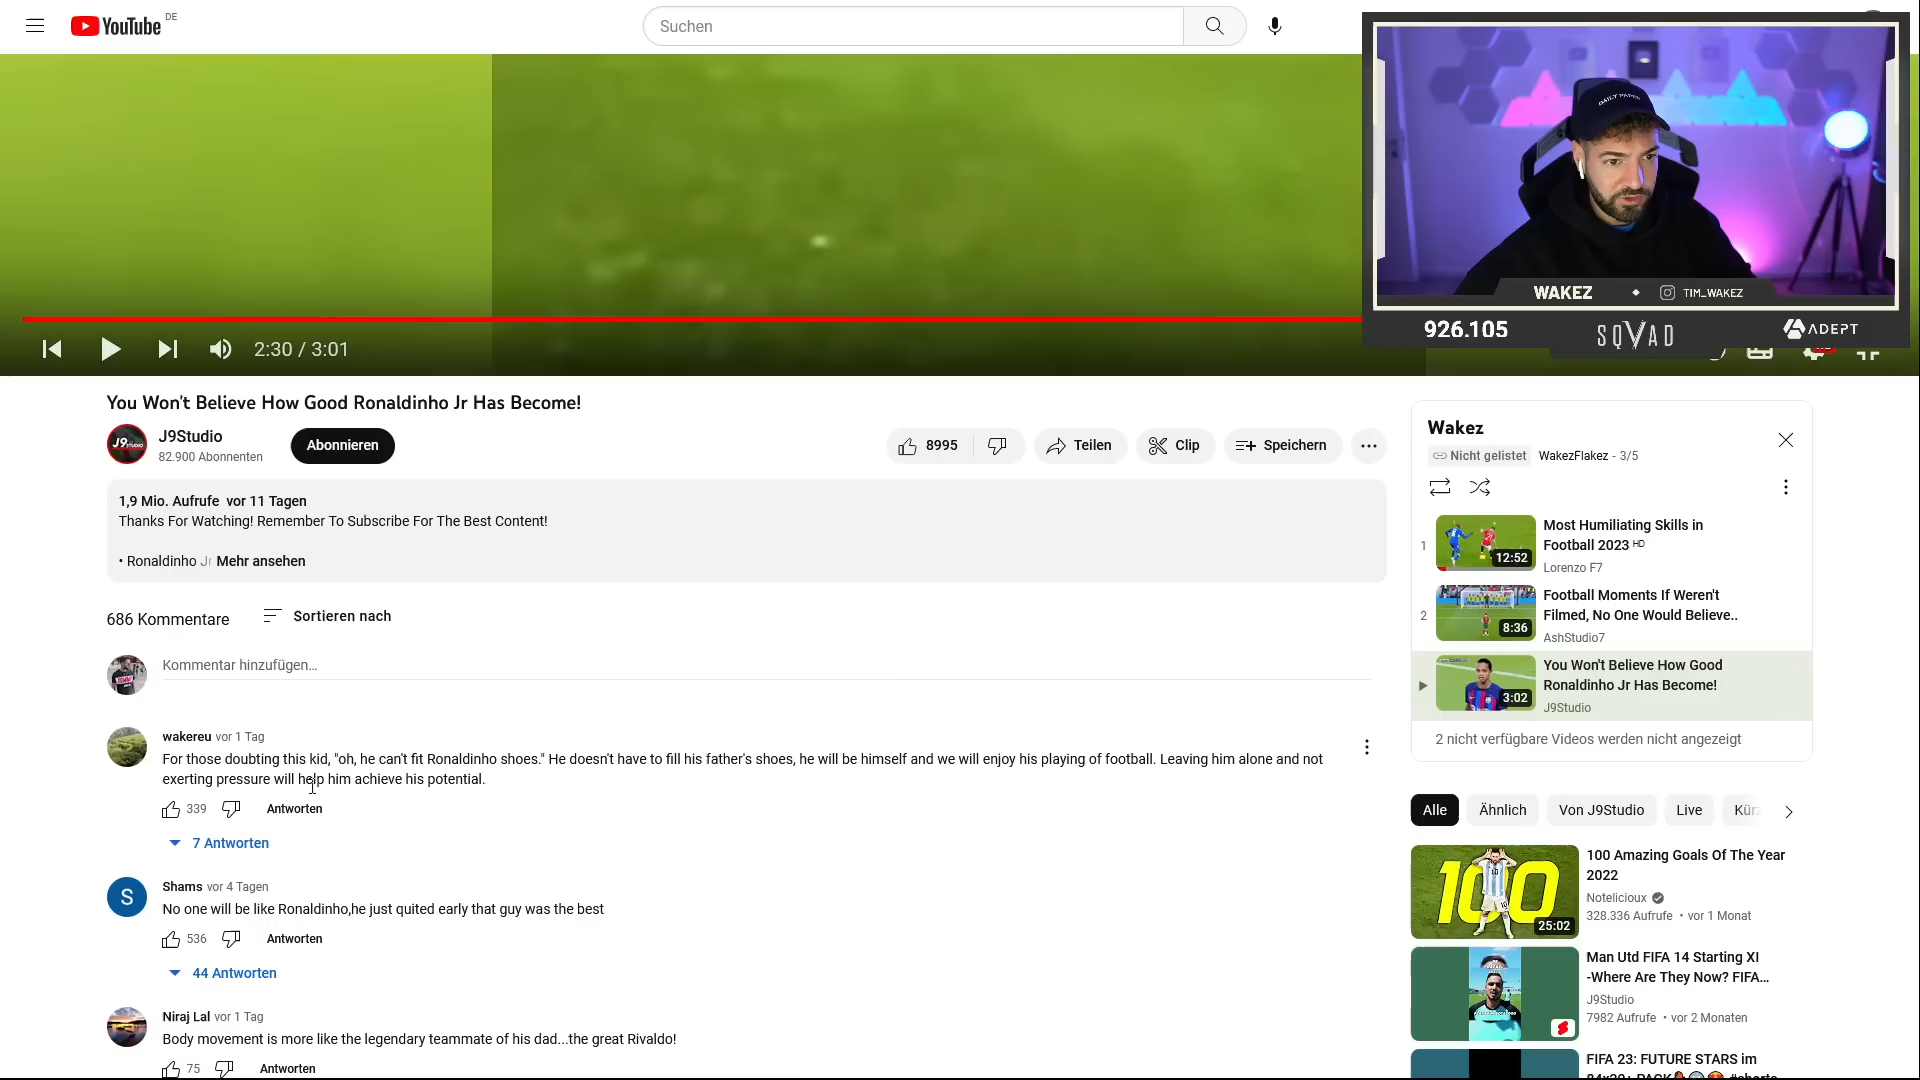 YouTube DE
Suchen
DAILY PAPER
WAKEZ
TIM_WAKEZ
926.105
SQVAD
ADEPT
2:30 / 3:01
You Won't Believe How Good Ronaldinho Jr Has Become!
J9Studio
82.900 Abonnenten
Abonnieren
8995
Teilen
Clip
Speichern
1,9 Mio. Aufrufe vor 11 Tagen
Thanks For Watching! Remember To Subscribe For The Best Content!
• Ronaldinho Jr Mehr ansehen
686 Kommentare
Sortieren nach
Kommentar hinzufügen...
wakereu vor 1 Tag
For those doubting this kid, "oh, he can't fit Ronaldinho shoes." He doesn't have to fill his father's shoes, he will be himself and we will enjoy his playing of football. Leaving him alone and not
exerting pressure will help him achieve his potential.
339
Antworten
7 Antworten
S
Shams vor 4 Tagen
No one will be like Ronaldinho,he just quited early that guy was the best
536
Antworten
44 Antworten
Niraj Lal vor 1 Tag
Body movement is more like the legendary teammate of his dad...the great Rivaldo!
75
Antworten
Wakez
Nicht gelistet WakezFlakez - 3/5
1
12:52
Most Humiliating Skills in
Football 2023 HD
Lorenzo F7
2
8:36
Football Moments If Weren't
Filmed, No One Would Believe..
AshStudio7
3:02
You Won't Believe How Good
Ronaldinho Jr Has Become!
J9Studio
2 nicht verfügbare Videos werden nicht angezeigt
Alle
Ähnlich
Von J9Studio
Live
Kür
100
25:02
100 Amazing Goals Of The Year
2022
Notelicioux
328.336 Aufrufe • vor 1 Monat
Man Utd FIFA 14 Starting XI
-Where Are They Now? FIFA...
J9Studio
7982 Aufrufe • vor 2 Monaten
FIFA 23: FUTURE STARS im